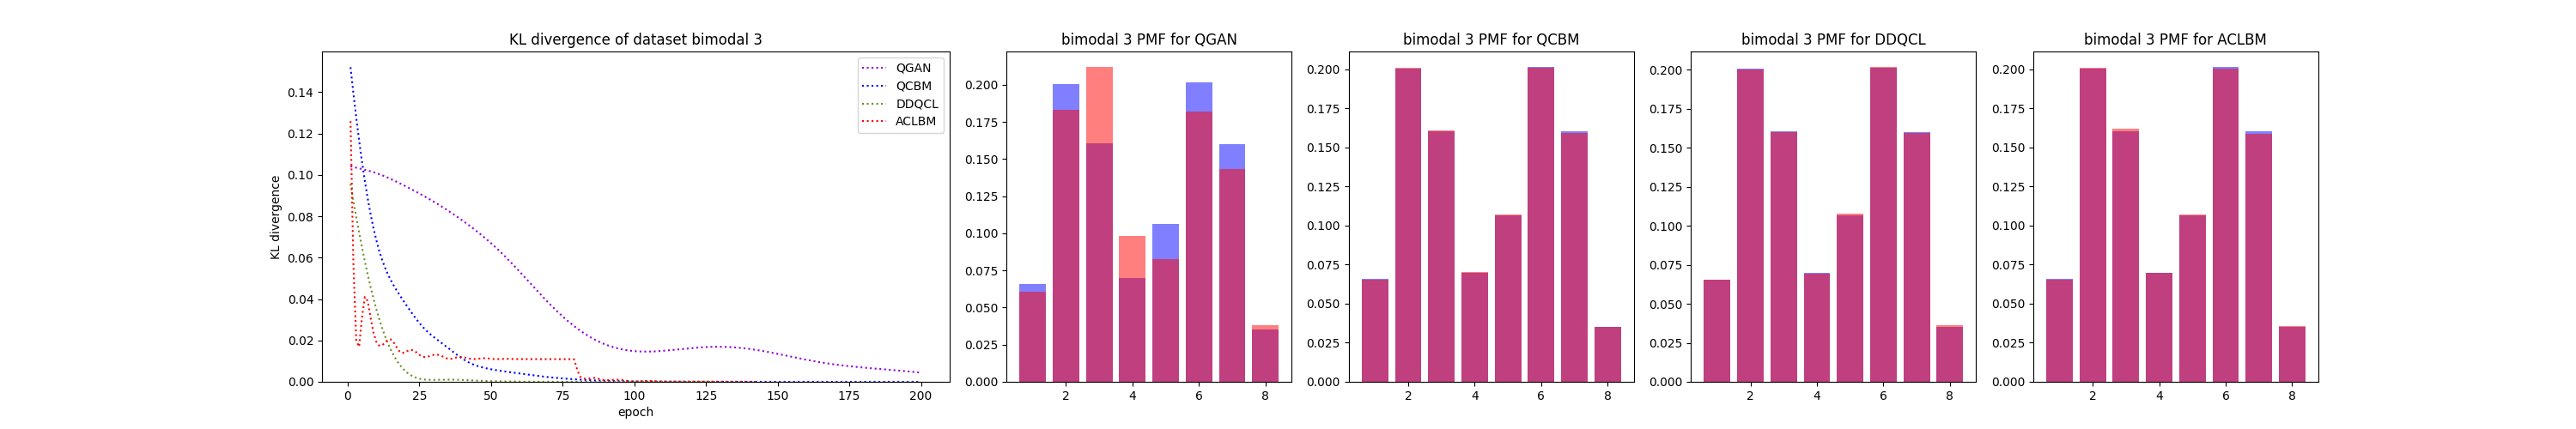 KL divergence of dataset bimodal 3
KL divergence
0.14
0.12
0.10
0.08
0.06
0.04
0.02
0.00
QGAN
QCBM
DDQCL
ACLBM
0 25 50 75 100 125 150 175 200
epoch
bimodal 3 PMF for QGAN
0.200
0.175
0.150
0.125
0.100
0.075
0.050
0.025
0.000
2 4 6 8
bimodal 3 PMF for QCBM
0.200
0.175
0.150
0.125
0.100
0.075
0.050
0.025
0.000
2 4 6 8
bimodal 3 PMF for DDQCL
0.200
0.175
0.150
0.125
0.100
0.075
0.050
0.025
0.000
2 4 6 8
bimodal 3 PMF for ACLBM
0.200
0.175
0.150
0.125
0.100
0.075
0.050
0.025
0.000
2 4 6 8